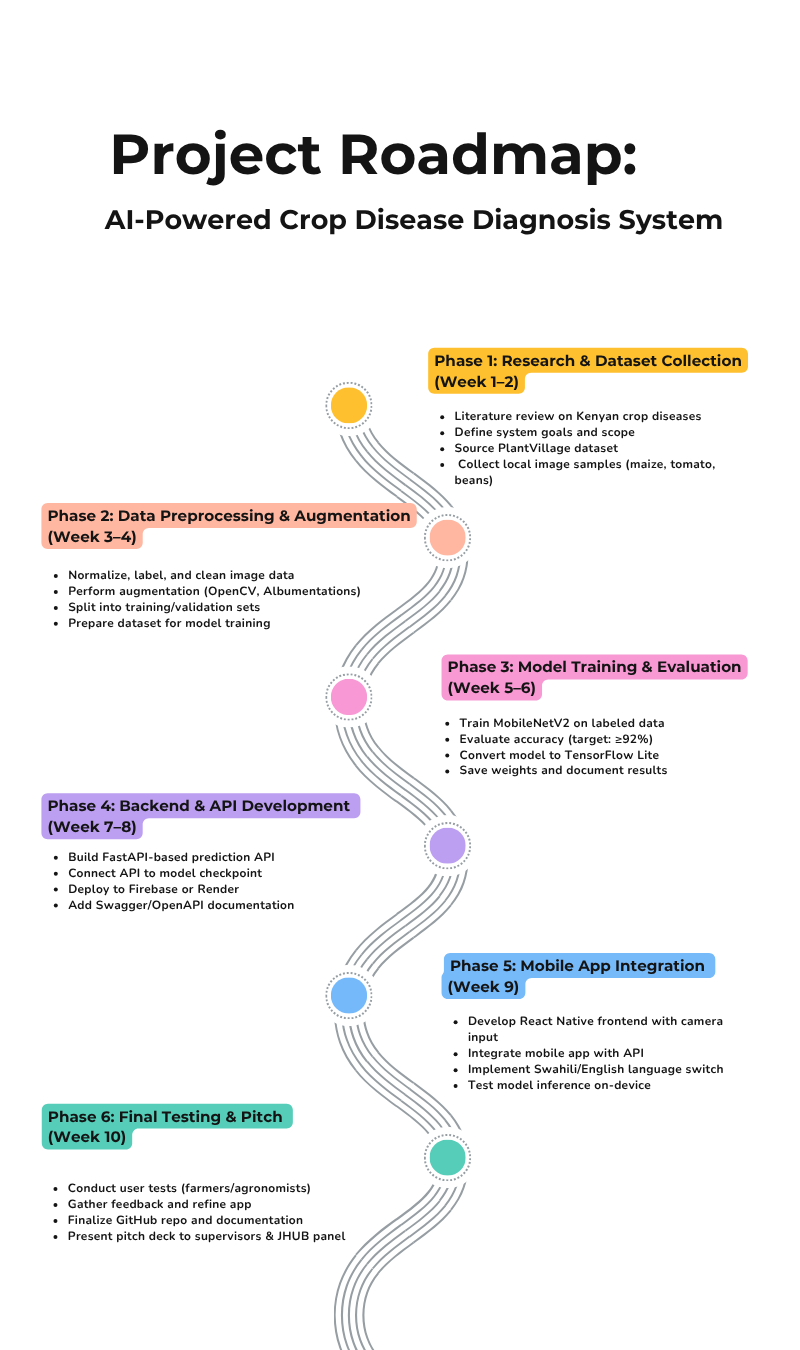 Project Roadmap:
AI-Powered Crop Disease Diagnosis System
Phase 1: Research & Dataset Collection
(Week 1–2)
• Literature review on Kenyan crop diseases
• Define system goals and scope
• Source PlantVillage dataset
• Collect local image samples (maize, tomato,
beans)
Phase 2: Data Preprocessing & Augmentation
(Week 3–4)
• Normalize, label, and clean image data
• Perform augmentation (OpenCV, Albumentations)
• Split into training/validation sets
• Prepare dataset for model training
Phase 3: Model Training & Evaluation
(Week 5–6)
• Train MobileNetV2 on labeled data
• Evaluate accuracy (target: ≥92%)
• Convert model to TensorFlow Lite
• Save weights and document results
Phase 4: Backend & API Development
(Week 7–8)
• Build FastAPI-based prediction API
• Connect API to model checkpoint
• Deploy to Firebase or Render
• Add Swagger/OpenAPI documentation
Phase 5: Mobile App Integration
(Week 9)
• Develop React Native frontend with camera
input
• Integrate mobile app with API
• Implement Swahili/English language switch
• Test model inference on-device
Phase 6: Final Testing & Pitch
(Week 10)
• Conduct user tests (farmers/agronomists)
• Gather feedback and refine app
• Finalize GitHub repo and documentation
• Present pitch deck to supervisors & JHUB panel